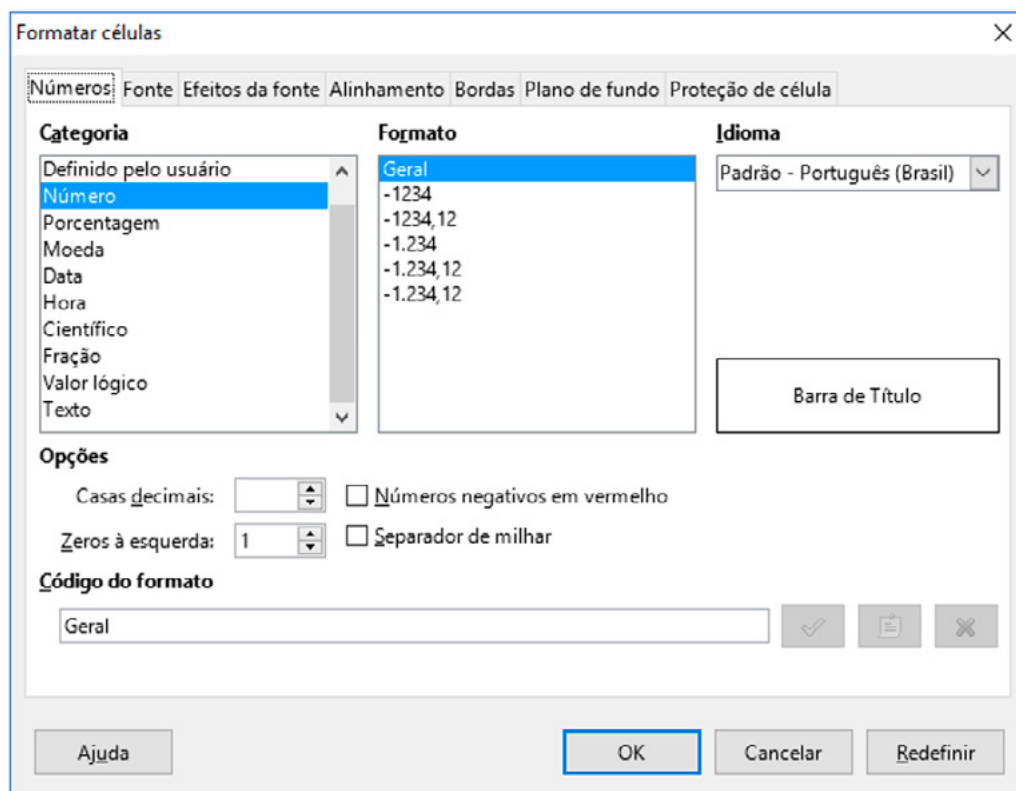 Formatar células
Números Fonte Efeitos da fonte Alinhamento Bordas Plano de fundo Proteção de célula
Categoria
Definido pelo usuário
Número
Porcentagem
Moeda
Data
Hora
Científico
Fração
Valor lógico
Texto
Formato
Geral
-1234
-1234,12
-1.234
-1.234,12
-1.234,12
Idioma
Padrão - Português (Brasil)
Barra de Título
Opções
Casas decimais:
Números negativos em vermelho
Zeros à esquerda: 1
Separador de milhar
Código do formato
Geral
Ajuda OK Cancelar Redefinir